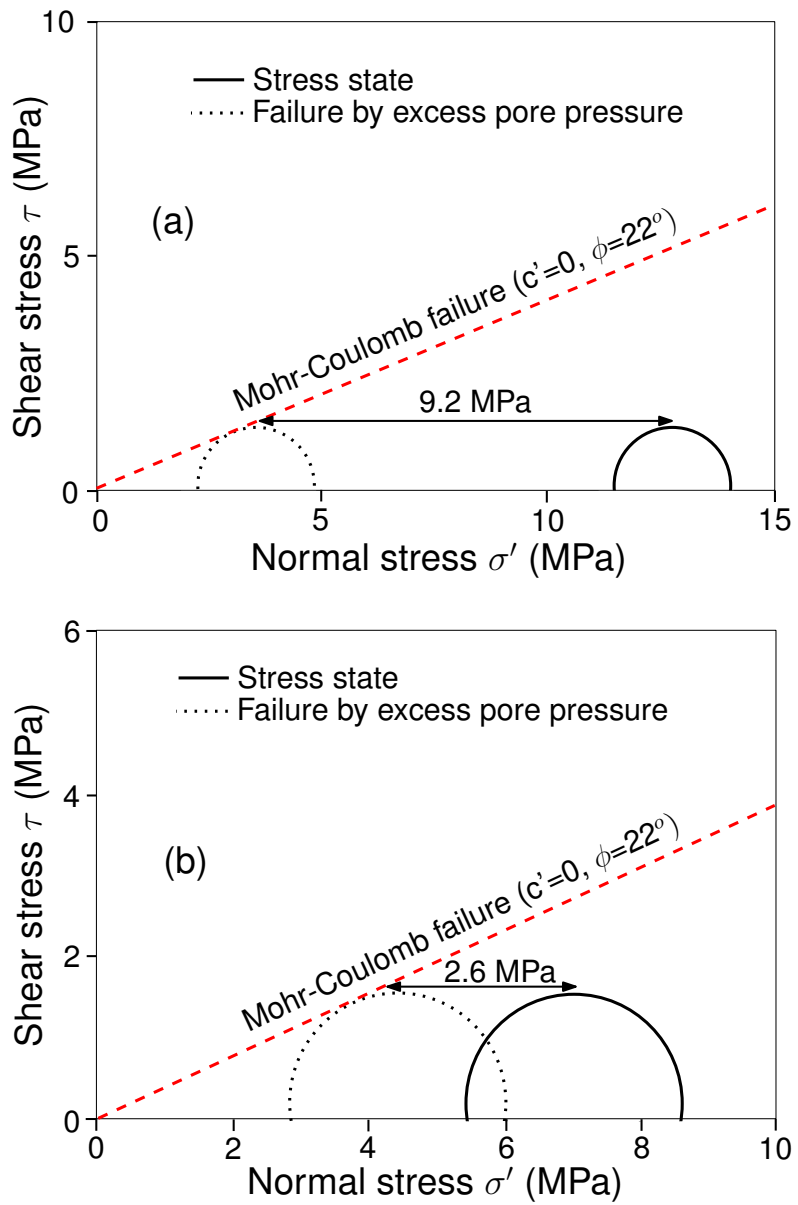 10
Stress state
Failure by excess pore pressure
Shear stress τ (MPa)
(a)
Mohr-Coulomb failure (c'=0, ϕ=22°)
5
9.2 MPa
0
0 5 10 15
Normal stress σ′ (MPa)
6
Stress state
Failure by excess pore pressure
Shear stress τ (MPa)
4
(b)
Mohr-Coulomb failure (c'=0, ϕ=22°)
2
2.6 MPa
0
0 2 4 6 8 10
Normal stress σ′ (MPa)